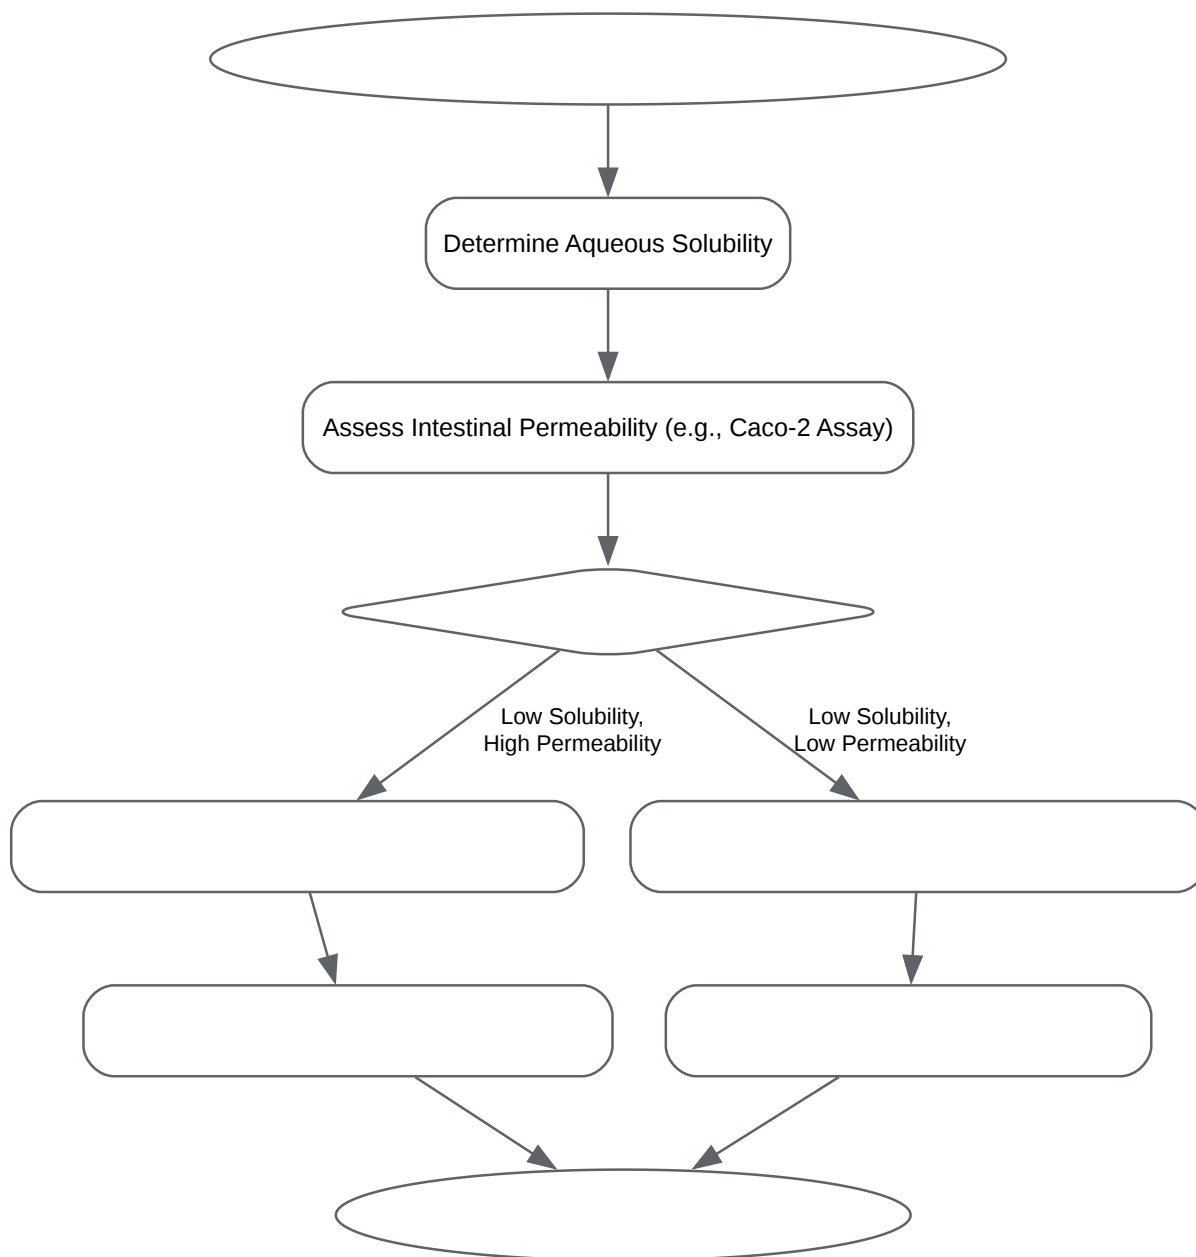 Determine Aqueous Solubility
Assess Intestinal Permeability (e.g., Caco-2 Assay)
Low Solubility,
High Permeability
Low Solubility,
Low Permeability